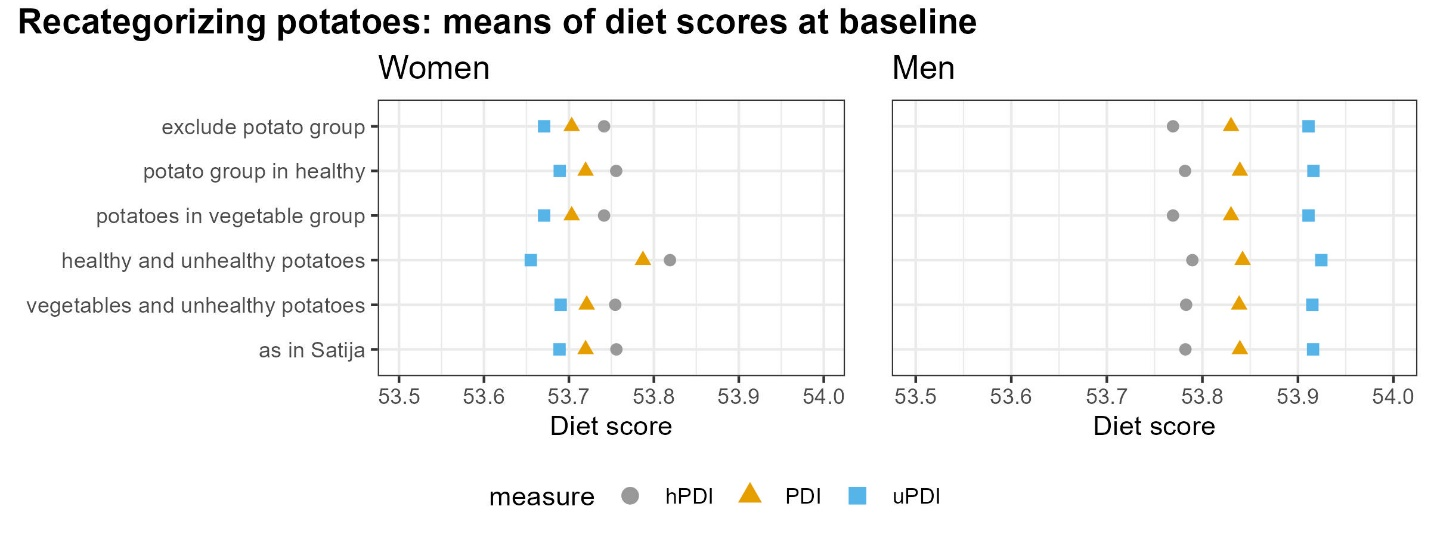 Recategorizing potatoes: means of diet scores at baseline
Women Men
exclude potato group
potato group in healthy
potatoes in vegetable group
healthy and unhealthy potatoes
vegetables and unhealthy potatoes
as in Satija
53.5 53.6 53.7 53.8 53.9 54.0 53.5 53.6 53.7 53.8 53.9 54.0
Diet score Diet score
measure hPDI PDI uPDI